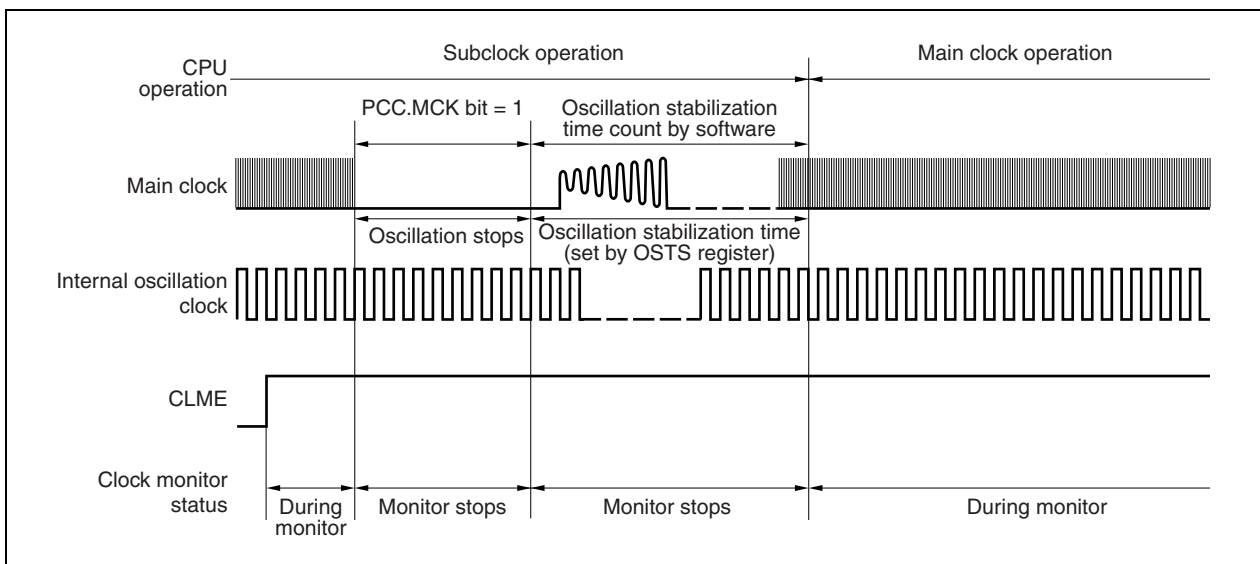 Subclock operation
Main clock operation
CPU
operation
PCC.MCK bit = 1
Oscillation stabilization
time count by software
Main clock
Oscillation stops
Oscillation stabilization time
(set by OSTS register)
Internal oscillation
clock
CLME
Clock monitor
status
During
monitor
Monitor stops
Monitor stops
During monitor